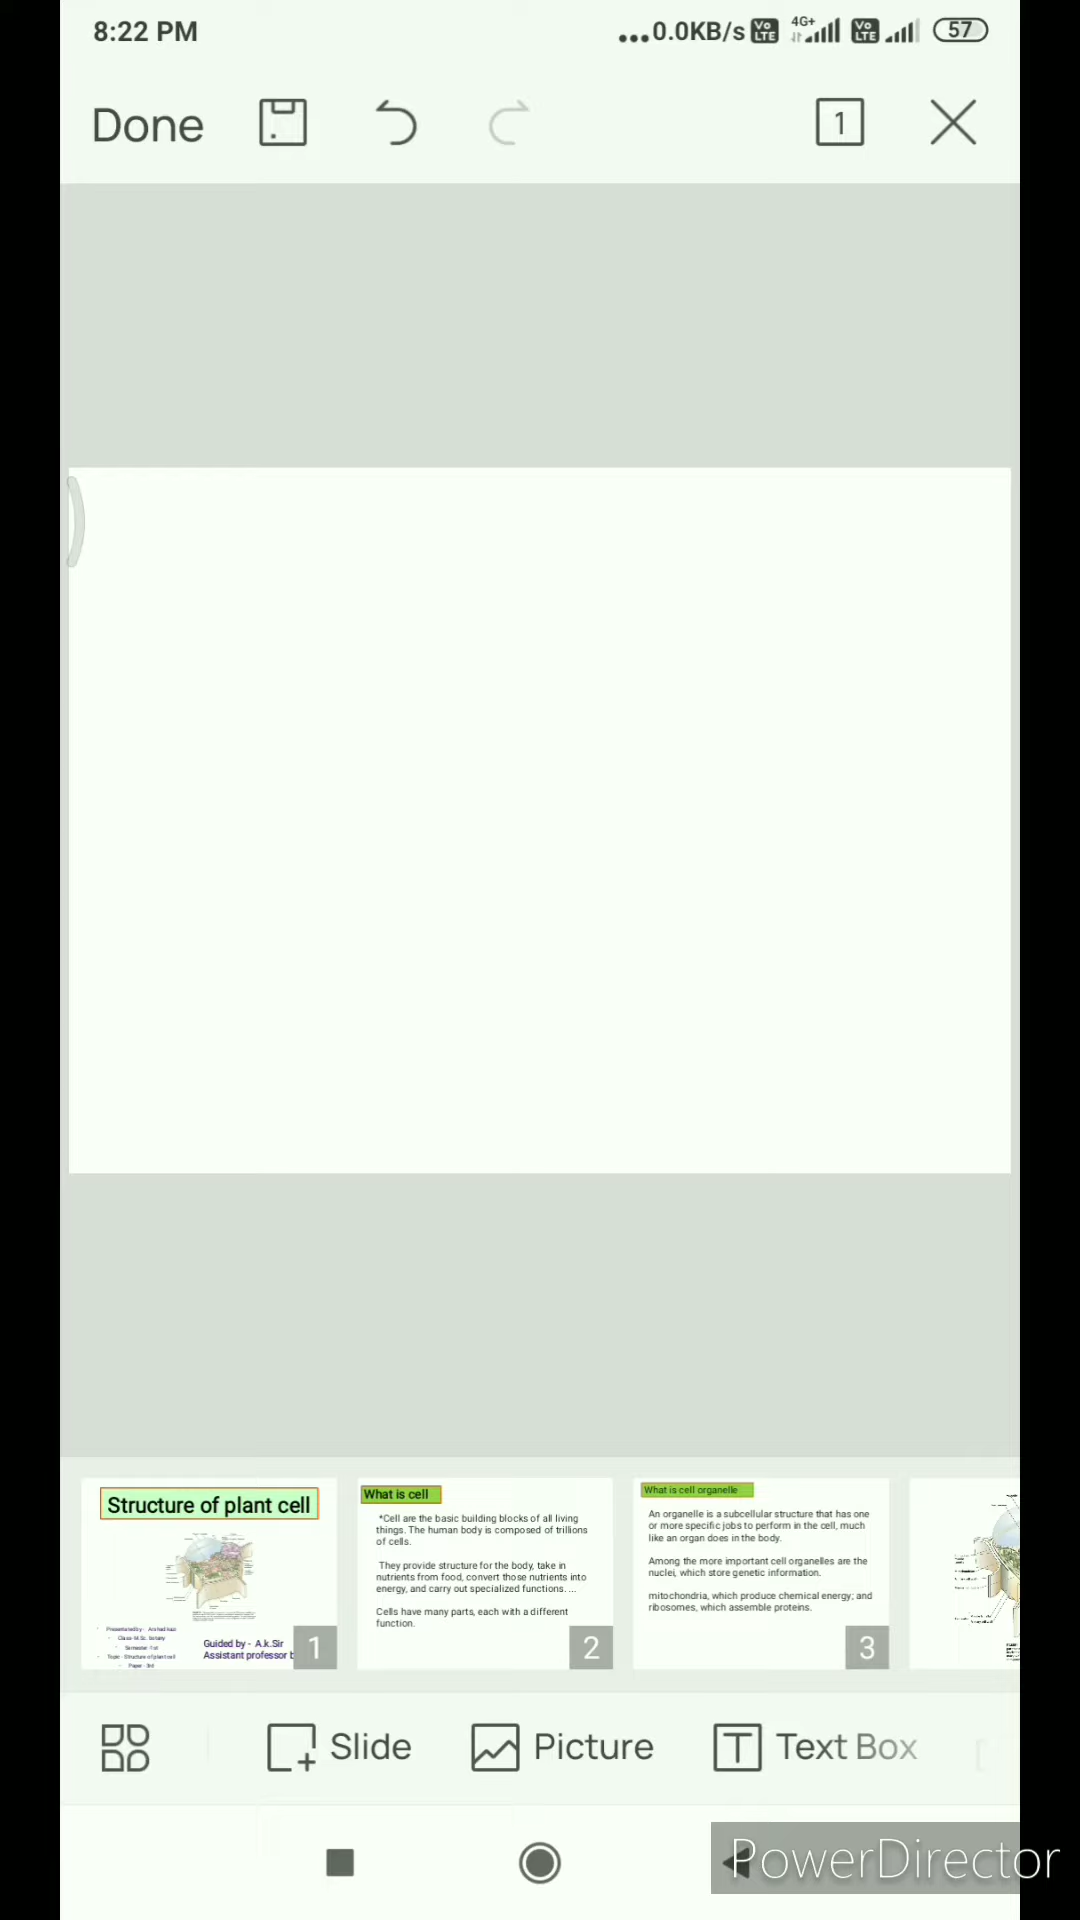 8:22 PM
...0.0KB/s Vo LTE 4G+ Vo LTE 57
Done
1
Structure of plant cell
Guided by - A.k.Sir
Assistant professor b
1
What is cell
*Cell are the basic building blocks of all living
things. The human body is composed of trillions
of cells.
They provide structure for the body, take in
nutrients from food, convert those nutrients into
energy, and carry out specialized functions. ...
Cells have many parts, each with a different
function.
2
What is cell organelle
An organelle is a subcellular structure that has one
or more specific jobs to perform in the cell, much
like an organ does in the body.
Among the more important cell organelles are the
nuclei, which store genetic information.
mitochondria, which produce chemical energy; and
ribosomes, which assemble proteins.
3
Slide
Picture
Text Box
PowerDirector